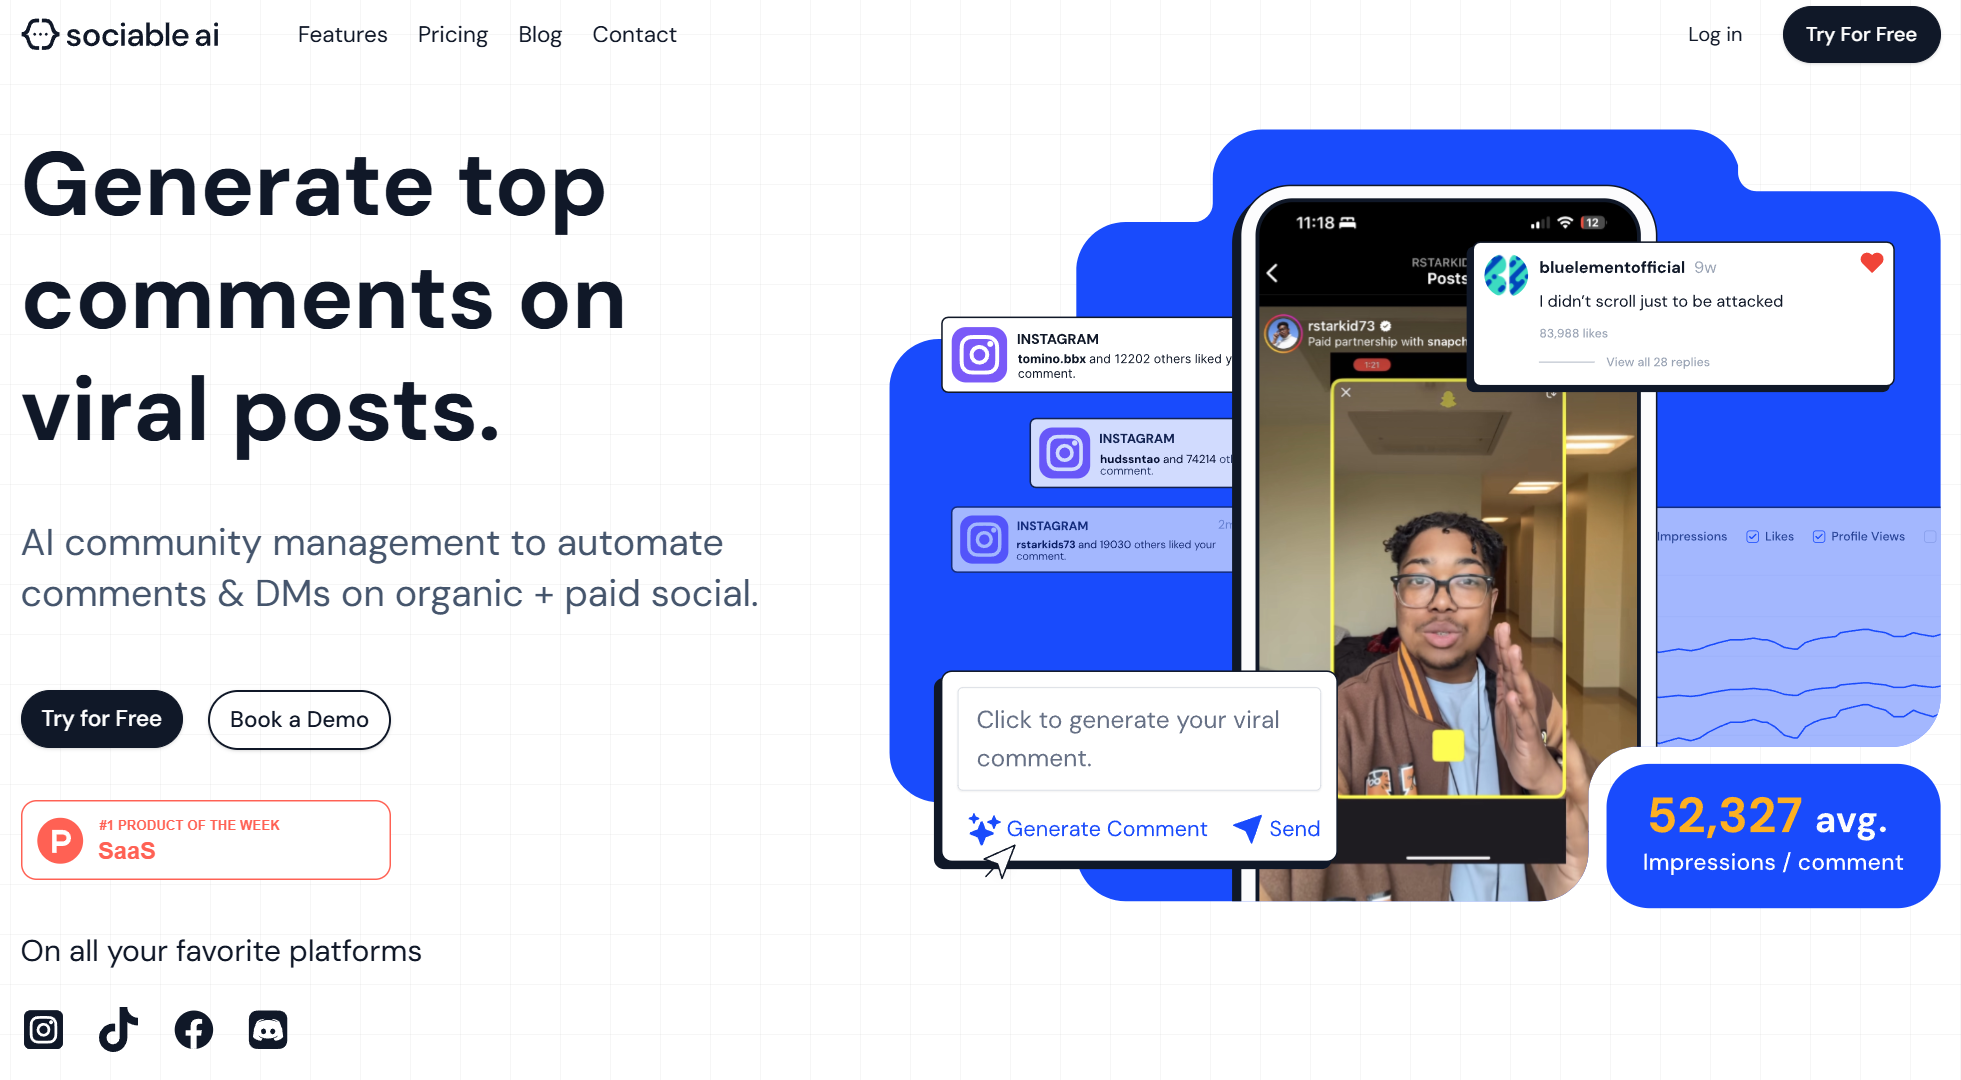 sociable ai
Features
Pricing
Blog
Contact
Log in
Try For Free
Generate top
comments on
viral posts.
AI community management to automate
comments & DMs on organic + paid social.
Try for Free
Book a Demo
P
#1 PRODUCT OF THE WEEK
SaaS
On all your favorite platforms
11:18
12
Posts
rstarkid73
Paid partnership with
1:21
bluelementofficial 9w
I didn't scroll just to be attacked
83,988 likes
View all 28 replies
INSTAGRAM
tomino.bbx and 12202 others liked
comment.
INSTAGRAM
hudssntao and 74214
comment.
INSTAGRAM
rstarkids73 and 19030 others liked your
comment.
Impressions
Likes
Profile Views
Click to generate your viral
comment.
Generate Comment
Send
52,327 avg.
Impressions / comment